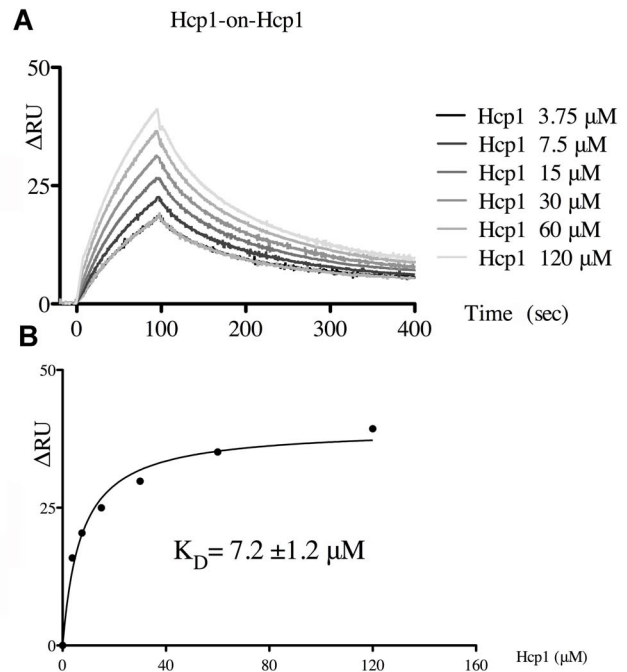 A
Hcp1-on-Hcp1
50
25
0
ΔRU
0 100 200 300 400
Time (sec)
Hcp1 3.75 μM
Hcp1 7.5 μM
Hcp1 15 μM
Hcp1 30 μM
Hcp1 60 μM
Hcp1 120 μM
B
50
25
0
ΔRU
K_D= 7.2 ±1.2 μM
0 40 80 120 160
Hcp1 (μM)